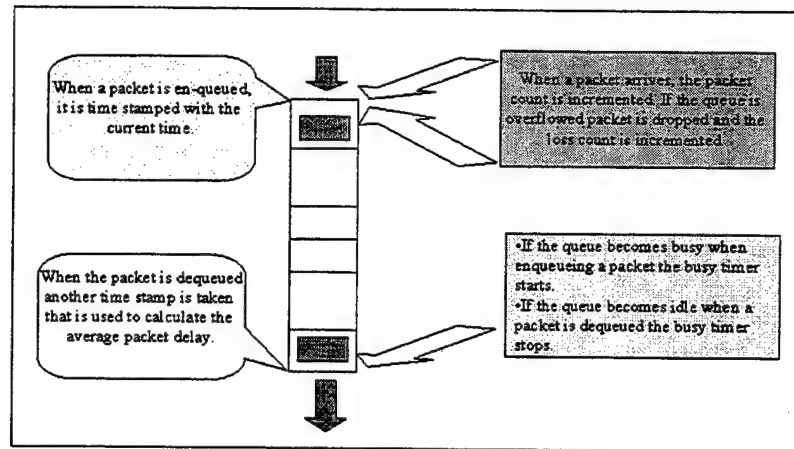 When a packet is en-queued,
it is time stamped with the
current time.
When a packet arrives, the packet
count is incremented. If the queue is
overflowed packet is dropped and the
loss count is incremented
When the packet is dequeued
another time stamp is taken
that is used to calculate the
average packet delay.
•If the queue becomes busy when
enqueueing a packet the busy timer
starts.
•If the queue becomes idle when a
packet is dequeued the busy timer
stops.